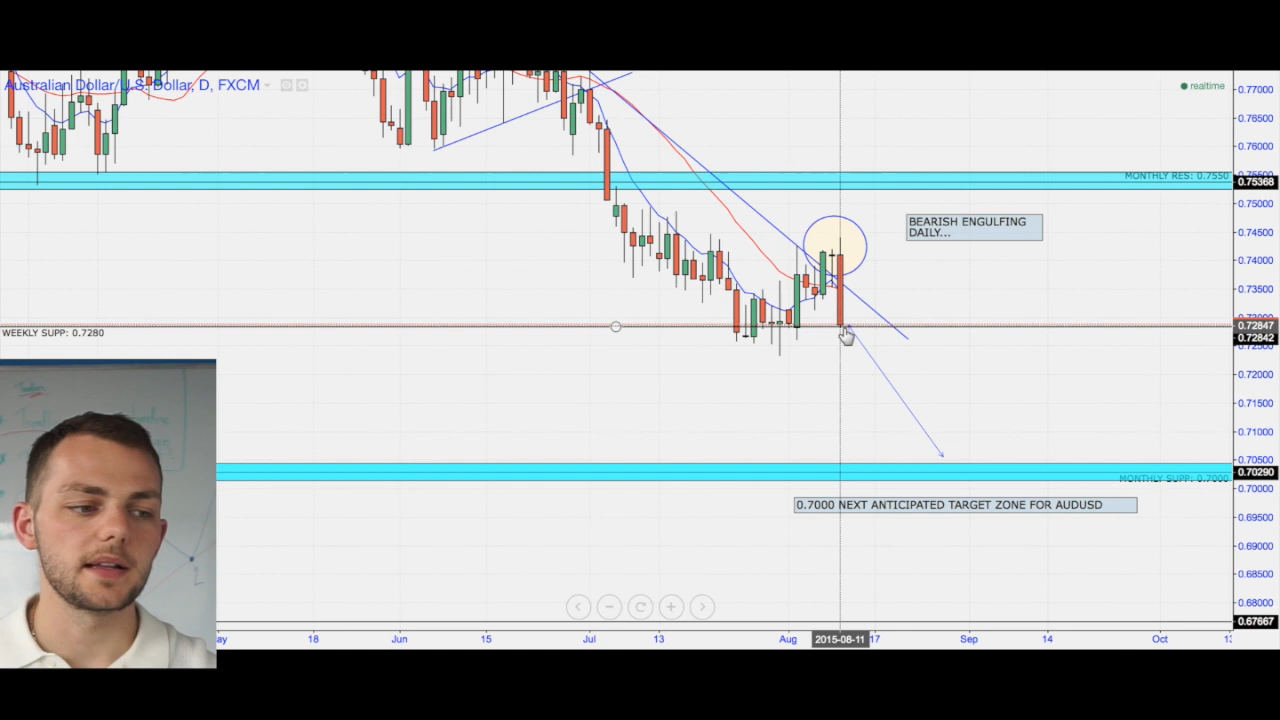 Australian Dollar/U.S. Dollar, D, FXCM
realtime
0.77000
0.76500
0.76000
MONTHLY RES: 0.7550
0.75368
0.75000
BEARISH ENGULFING
DAILY...
0.74500
0.74000
0.73500
WEEKLY SUPP: 0.7280
0.72847
0.72842
0.72000
0.71500
0.71000
0.70500
0.70290
MONTHLY SUPP: 0.7000
0.70000
0.7000 NEXT ANTICIPATED TARGET ZONE FOR AUDUSD
0.69500
0.69000
0.68500
0.68000
0.67667
18
Jun
15
Jul
13
Aug
2015-08-11
17
Sep
14
Oct